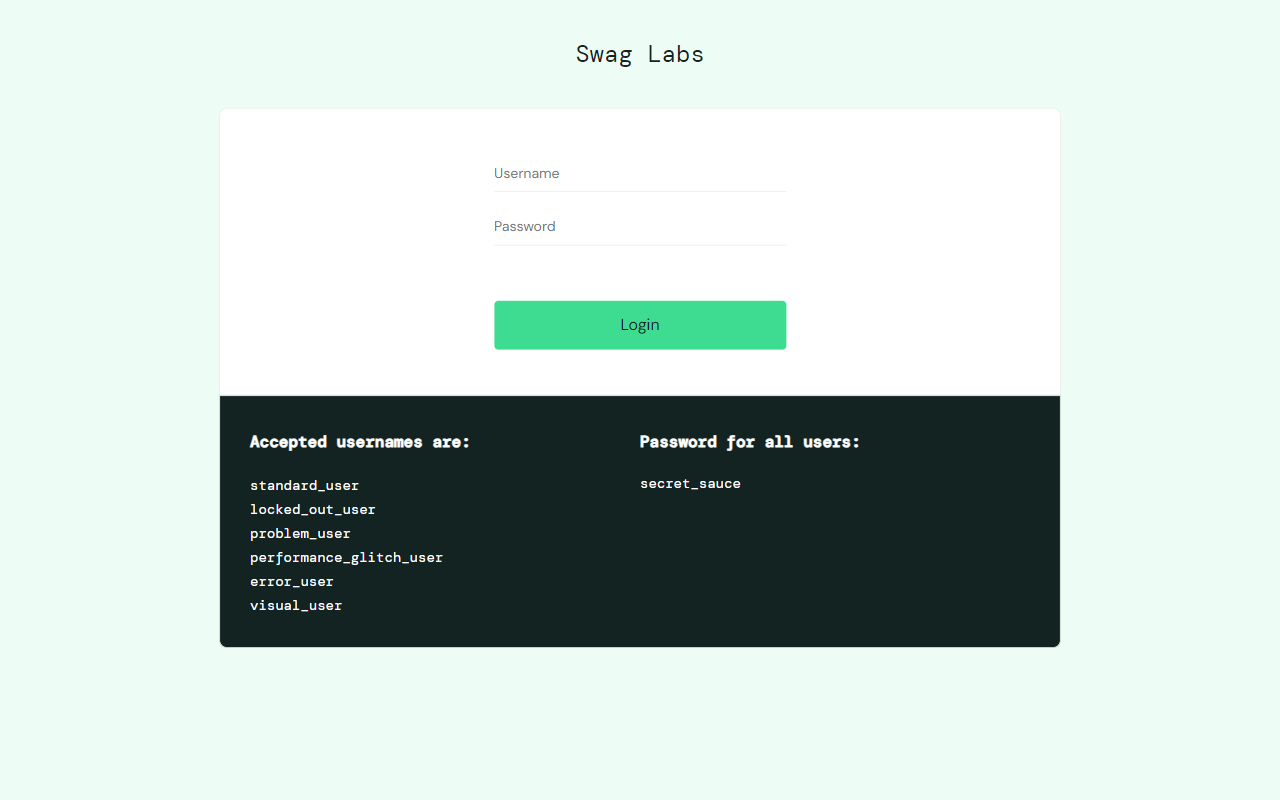 Swag Labs
Username
Password
Login
Accepted usernames are:
standard_user
locked_out_user
problem_user
performance_glitch_user
error_user
visual_user
Password for all users:
secret_sauce